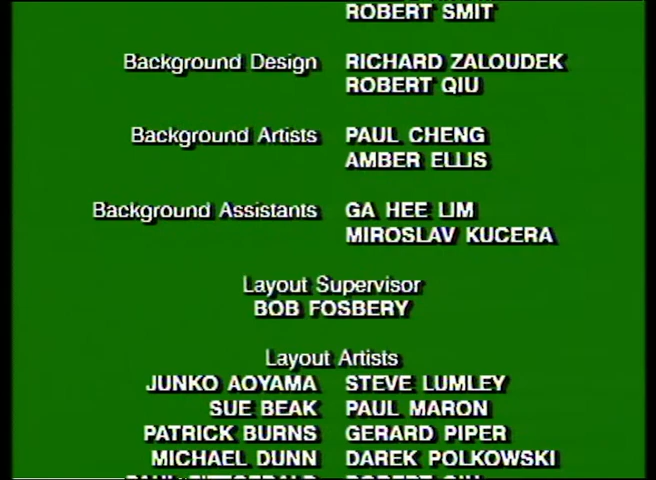 ROBERT SMIT
Background Design RICHARD ZALOUDEK
ROBERT QIU
Background Artists PAUL CHENG
AMBER ELLIS
Background Assistants GA HEE LIM
MIROSLAV KUCERA
Layout Supervisor
BOB FOSBERY
Layout Artists
JUNKO AOYAMA STEVE LUMLEY
SUE BEAK PAUL MARON
PATRICK BURNS GERARD PIPER
MICHAEL DUNN DAREK POLKOWSKI